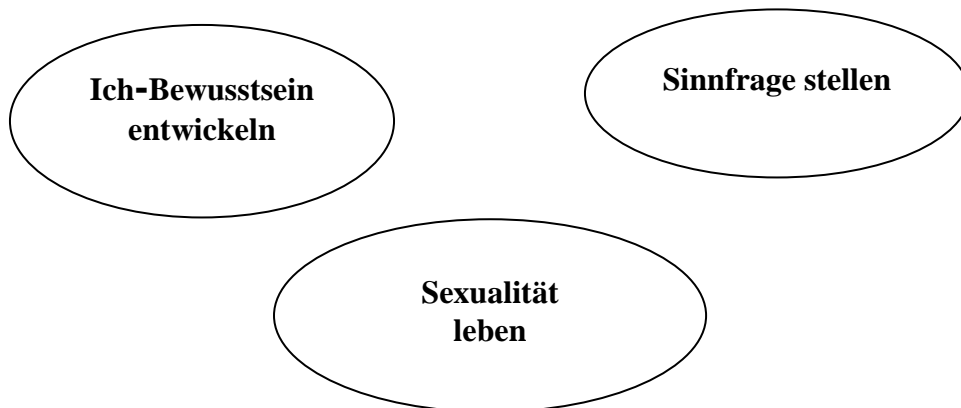 Ich-Bewusstsein
entwickeln
Sinnfrage stellen
Sexualität
leben